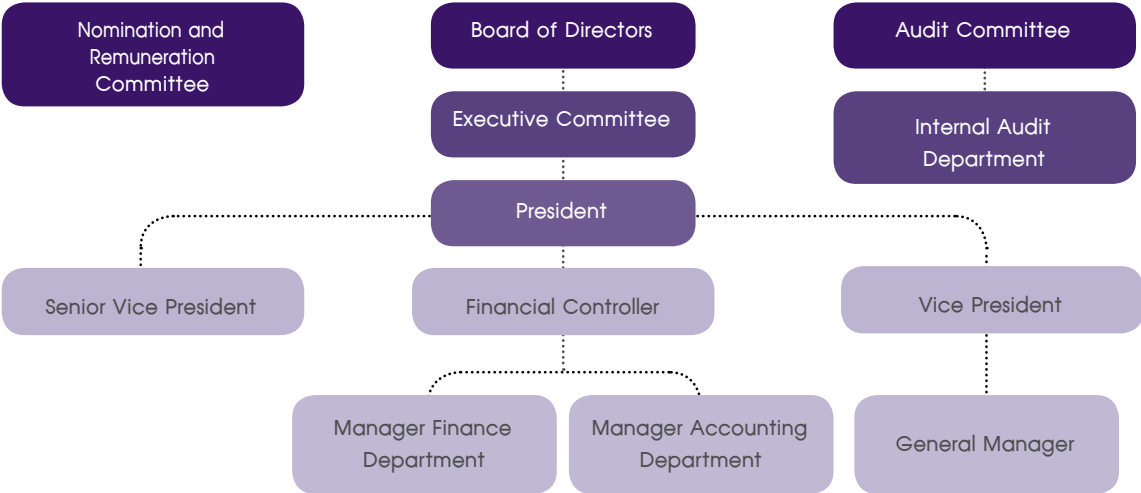 Nomination and
Remuneration
Committee
Board of Directors
Audit Committee
Executive Committee
Internal Audit
Department
President
Senior Vice President
Financial Controller
Vice President
Manager Finance
Department
Manager Accounting
Department
General Manager